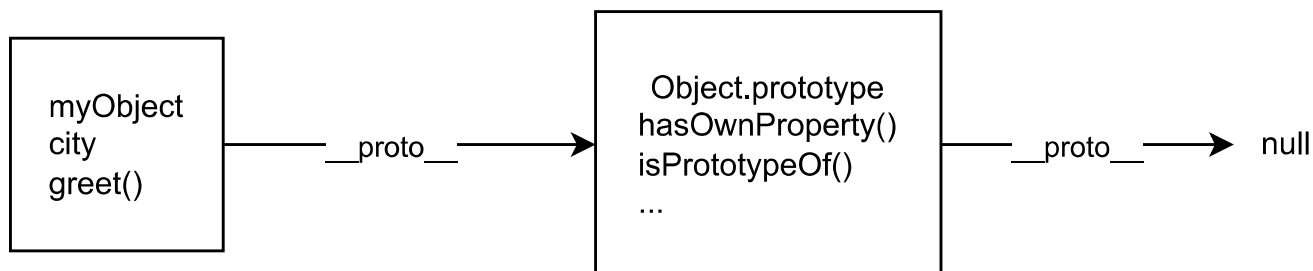 myObject
city
greet()
__proto__
Object.prototype
hasOwnProperty()
isPrototypeOf()
...
__proto__
null